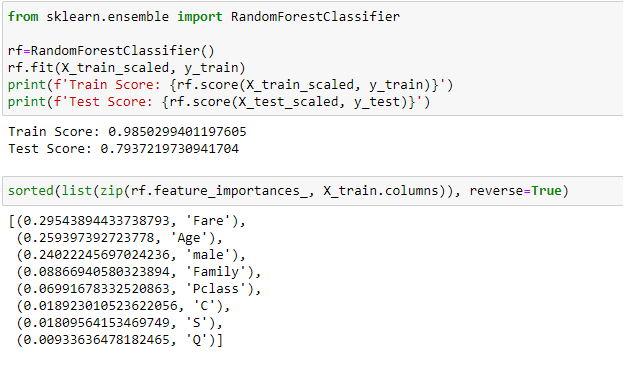 from sklearn.ensemble import RandomForestClassifier
rf=RandomForestClassifier()
rf.fit(X_train_scaled, y_train)
print(f'Train Score: {rf.score(X_train_scaled, y_train)}')
print(f'Test Score: {rf.score(X_test_scaled, y_test)}')
Train Score: 0.9850299401197605
Test Score: 0.7937219730941704
sorted(list(zip(rf.feature_importances_, X_train.columns)), reverse=True)
[(0.29543894433738793, 'Fare'),
(0.259397392723778, 'Age'),
(0.24022245697024236, 'male'),
(0.08866940580323894, 'Family'),
(0.06991678332520863, 'Pclass'),
(0.018923010523622056, 'C'),
(0.01809564153469749, 'S'),
(0.00933636478182465, 'Q')]